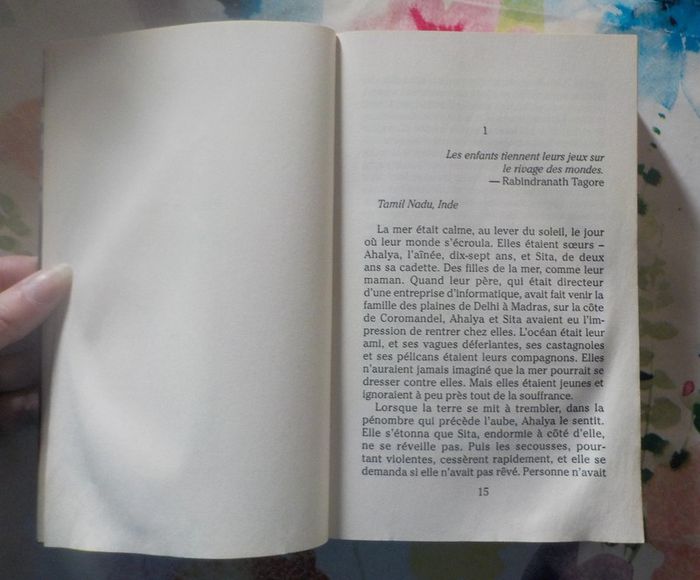 1
Les enfants tiennent leurs jeux sur
le rivage des mondes.
— Rabindranath Tagore
Tamil Nadu, Inde
La mer était calme, au lever du soleil, le jour
où leur monde s'écroula. Elles étaient sœurs –
Ahalya, l'aînée, dix-sept ans, et Sita, de deux
ans sa cadette. Des filles de la mer, comme leur
maman. Quand leur père, qui était directeur
d'une entreprise d'informatique, avait fait venir la
famille des plaines de Delhi à Madras, sur la côte
de Coromandel, Ahalya et Sita avaient eu l'im-
pression de rentrer chez elles. L'océan était leur
ami, et ses vagues déferlantes, ses castagnoles
et ses pélicans étaient leurs compagnons. Elles
n'auraient jamais imaginé que la mer pourrait se
dresser contre elles. Mais elles étaient jeunes et
ignoraient à peu près tout de la souffrance.
Lorsque la terre se mit à trembler, dans la
pénombre qui précède l'aube, Ahalya le sentit.
Elle s'étonna que Sita, endormie à côté d'elle,
ne se réveille pas. Puis les secousses, pour-
tant violentes, cessèrent rapidement, et elle se
demanda si elle n'avait pas rêvé. Personne n'avait
15